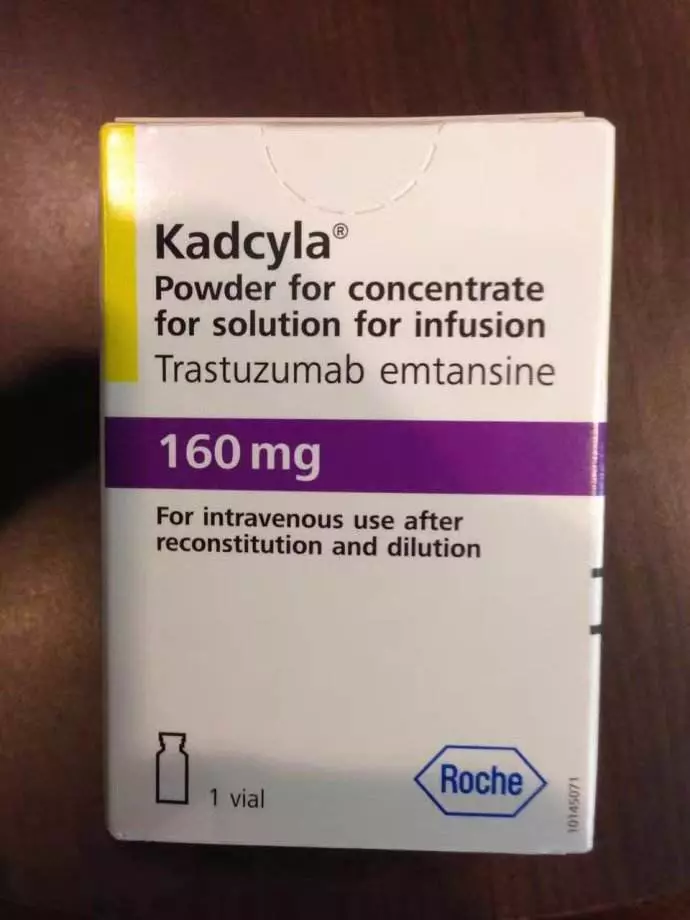 Kadcyla®
Powder for concentrate
for solution for infusion
Trastuzumab emtansine
160 mg
For intravenous use after
reconstitution and dilution
1 vial
Roche
10145071